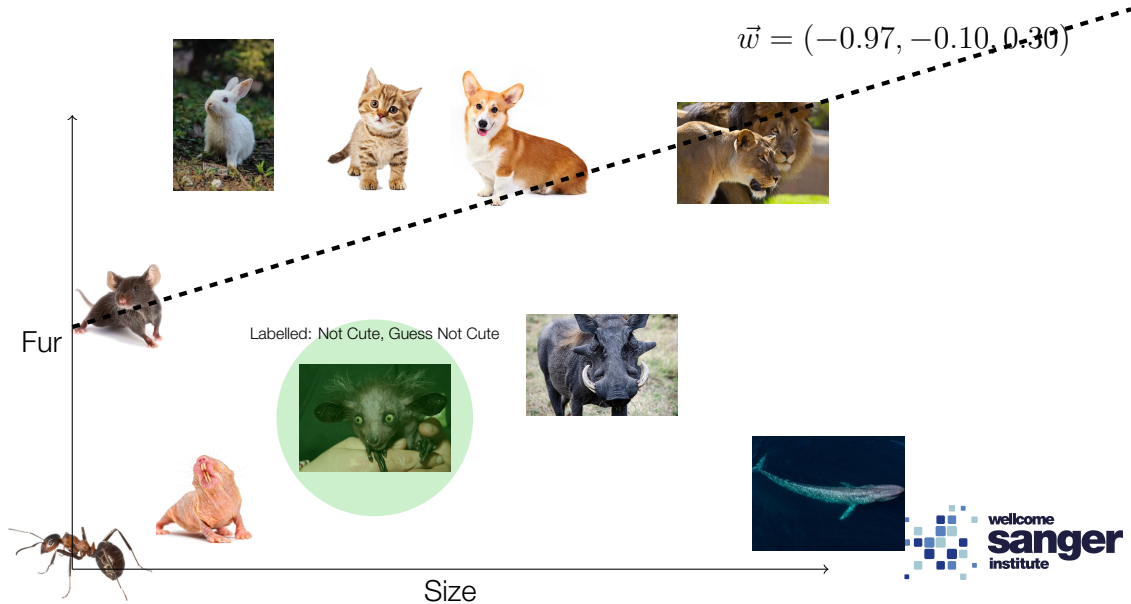 w⃗ = (−0.97, −0.10, 0.30)
Labelled: Not Cute, Guess Not Cute
Fur
wellcome
sanger
institute
Size